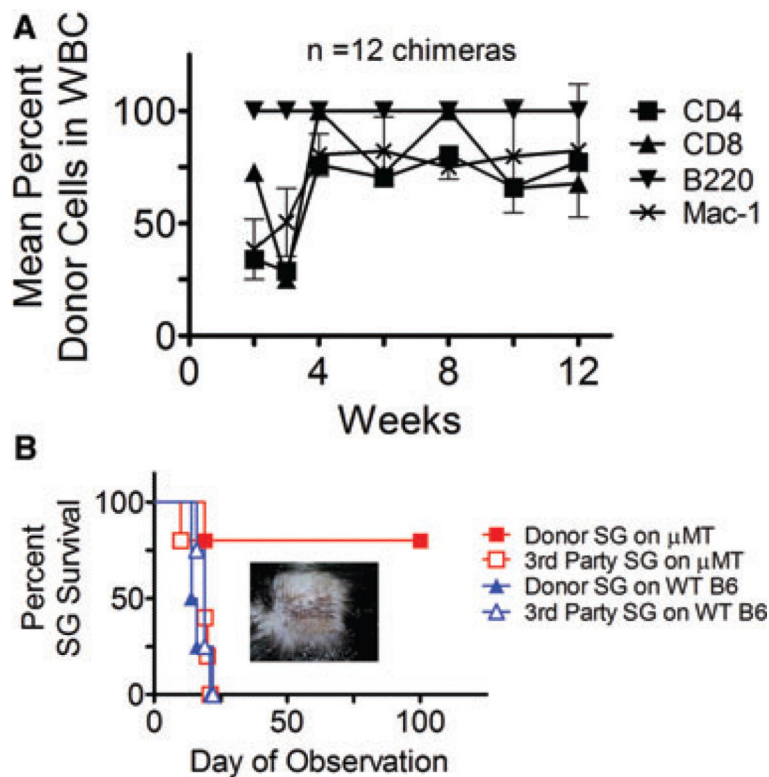 A
n =12 chimeras
Mean Percent
Donor Cells in WBC
100
50
0
0 4 8 12
Weeks
CD4
CD8
B220
Mac-1
B
Percent
SG Survival
100
50
0
0 50 100
Day of Observation
Donor SG on μMT
3rd Party SG on μMT
Donor SG on WT B6
3rd Party SG on WT B6